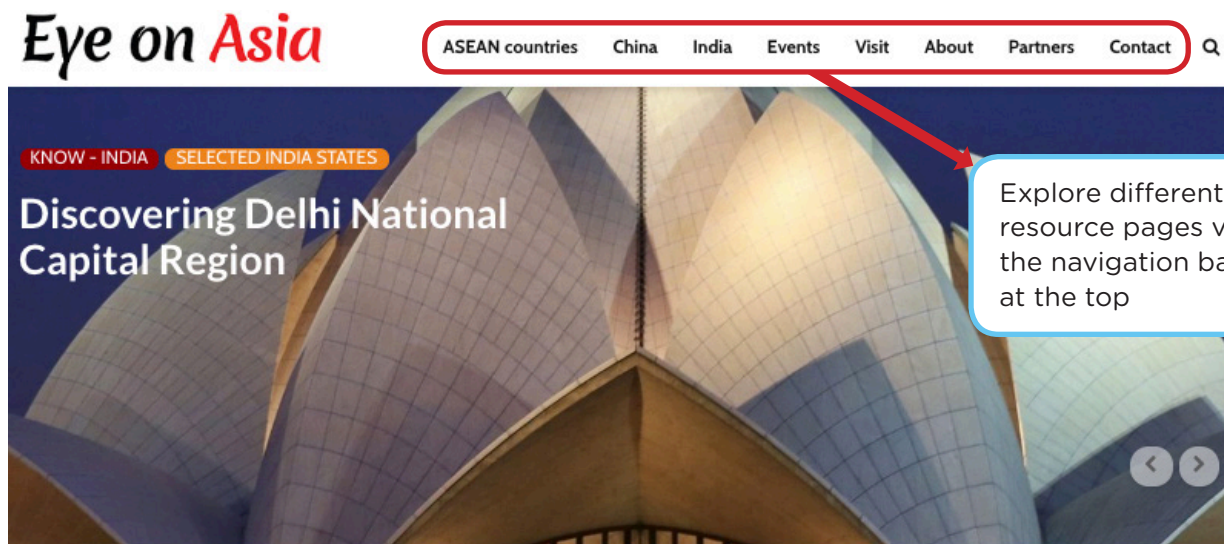 Eye on Asia
ASEAN countries China India Events Visit About Partners Contact
KNOW - INDIA SELECTED INDIA STATES
Discovering Delhi National
Capital Region
Explore different
resource pages
the navigation
at the top